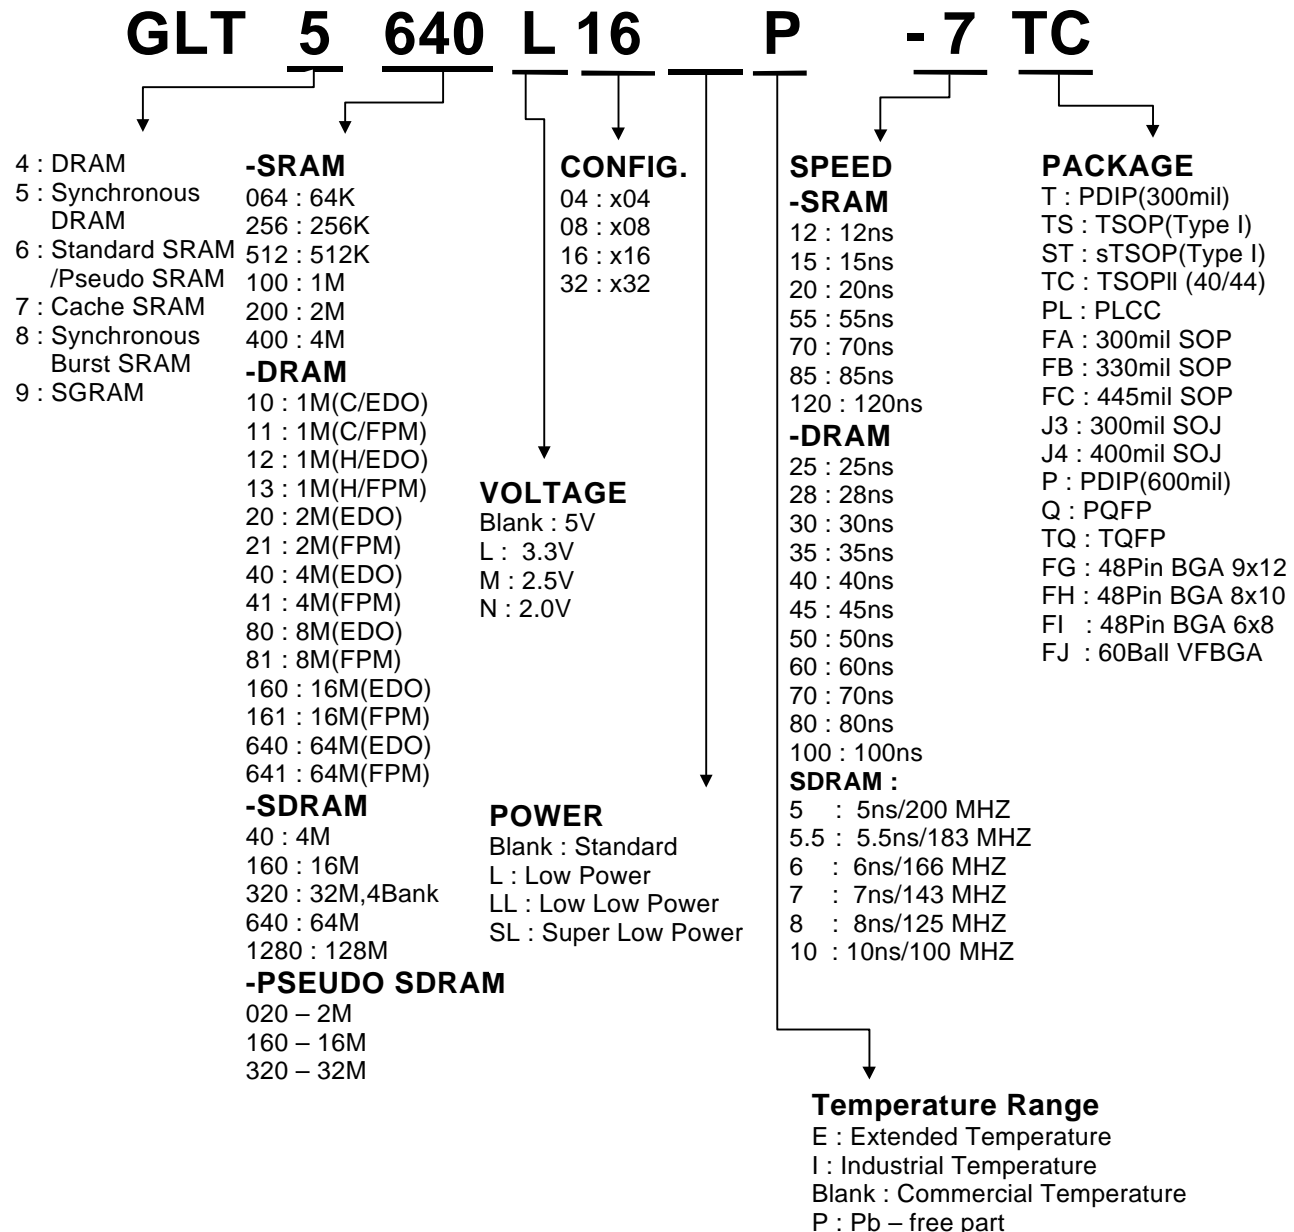 GLT 5 640 L 16 P - 7 TC
4 : DRAM
5 : Synchronous
DRAM
6 : Standard SRAM
/Pseudo SRAM
7 : Cache SRAM
8 : Synchronous
Burst SRAM
9 : SGRAM
-SRAM
064 : 64K
256 : 256K
512 : 512K
100 : 1M
200 : 2M
400 : 4M
-DRAM
10 : 1M(C/EDO)
11 : 1M(C/FPM)
12 : 1M(H/EDO)
13 : 1M(H/FPM)
20 : 2M(EDO)
21 : 2M(FPM)
40 : 4M(EDO)
41 : 4M(FPM)
80 : 8M(EDO)
81 : 8M(FPM)
160 : 16M(EDO)
161 : 16M(FPM)
640 : 64M(EDO)
641 : 64M(FPM)
-SDRAM
40 : 4M
160 : 16M
320 : 32M,4Bank
640 : 64M
1280 : 128M
-PSEUDO SDRAM
020 – 2M
160 – 16M
320 – 32M
VOLTAGE
Blank : 5V
L : 3.3V
M : 2.5V
N : 2.0V
CONFIG.
04 : x04
08 : x08
16 : x16
32 : x32
POWER
Blank : Standard
L : Low Power
LL : Low Low Power
SL : Super Low Power
SPEED
-SRAM
12 : 12ns
15 : 15ns
20 : 20ns
55 : 55ns
70 : 70ns
85 : 85ns
120 : 120ns
-DRAM
25 : 25ns
28 : 28ns
30 : 30ns
35 : 35ns
40 : 40ns
45 : 45ns
50 : 50ns
60 : 60ns
70 : 70ns
80 : 80ns
100 : 100ns
SDRAM :
5 : 5ns/200 MHZ
5.5 : 5.5ns/183 MHZ
6 : 6ns/166 MHZ
7 : 7ns/143 MHZ
8 : 8ns/125 MHZ
10 : 10ns/100 MHZ
PACKAGE
T : PDIP(300mil)
TS : TSOP(Type I)
ST : sTSOP(Type I)
TC : TSOPll (40/44)
PL : PLCC
FA : 300mil SOP
FB : 330mil SOP
FC : 445mil SOP
J3 : 300mil SOJ
J4 : 400mil SOJ
P : PDIP(600mil)
Q : PQFP
TQ : TQFP
FG : 48Pin BGA 9x12
FH : 48Pin BGA 8x10
FI : 48Pin BGA 6x8
FJ : 60Ball VFBGA
Temperature Range
E : Extended Temperature
I : Industrial Temperature
Blank : Commercial Temperature
P : Pb – free part